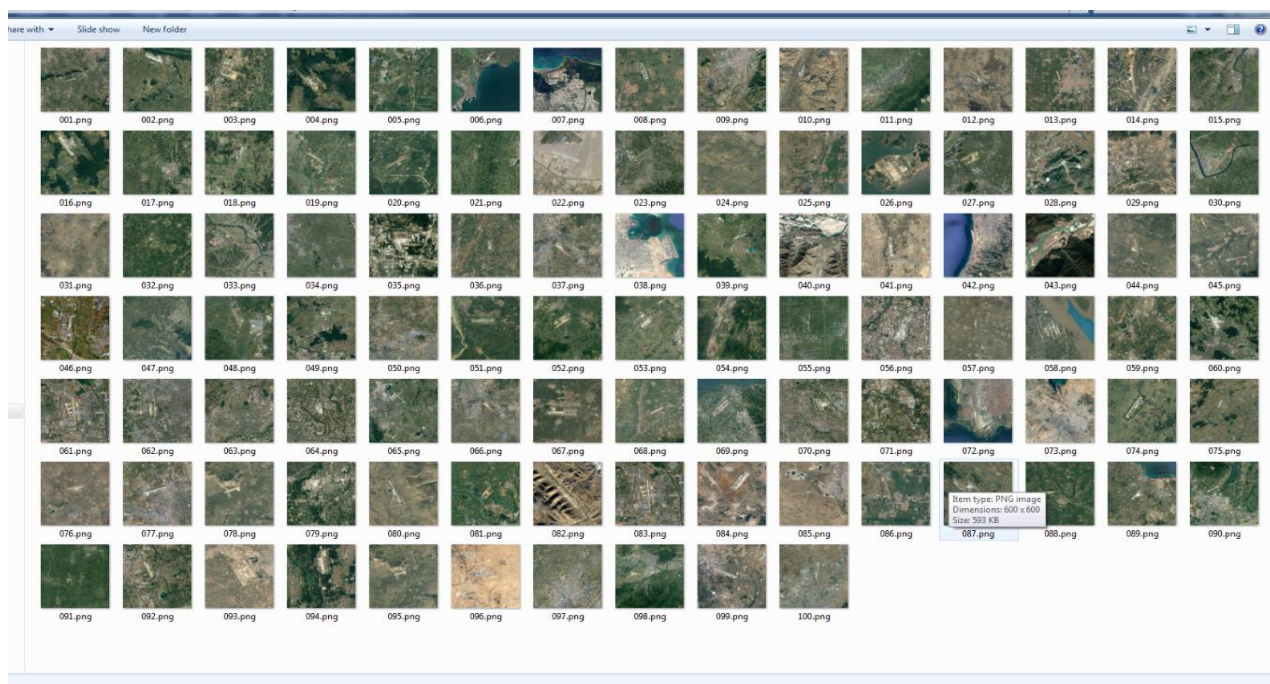 hare with Slide show New folder
001.png 002.png 003.png 004.png 005.png 006.png 007.png 008.png 009.png 010.png 011.png 012.png 013.png 014.png 015.png
016.png 017.png 018.png 019.png 020.png 021.png 022.png 023.png 024.png 025.png 026.png 027.png 028.png 029.png 030.png
031.png 032.png 033.png 034.png 035.png 036.png 037.png 038.png 039.png 040.png 041.png 042.png 043.png 044.png 045.png
046.png 047.png 048.png 049.png 050.png 051.png 052.png 053.png 054.png 055.png 056.png 057.png 058.png 059.png 060.png
061.png 062.png 063.png 064.png 065.png 066.png 067.png 068.png 069.png 070.png 071.png 072.png 073.png 074.png 075.png
Item type: PNG image
Dimensions: 600 x 600
Size: 593 KB
076.png 077.png 078.png 079.png 080.png 081.png 082.png 083.png 084.png 085.png 086.png 087.png 088.png 089.png 090.png
091.png 092.png 093.png 094.png 095.png 096.png 097.png 098.png 099.png 100.png